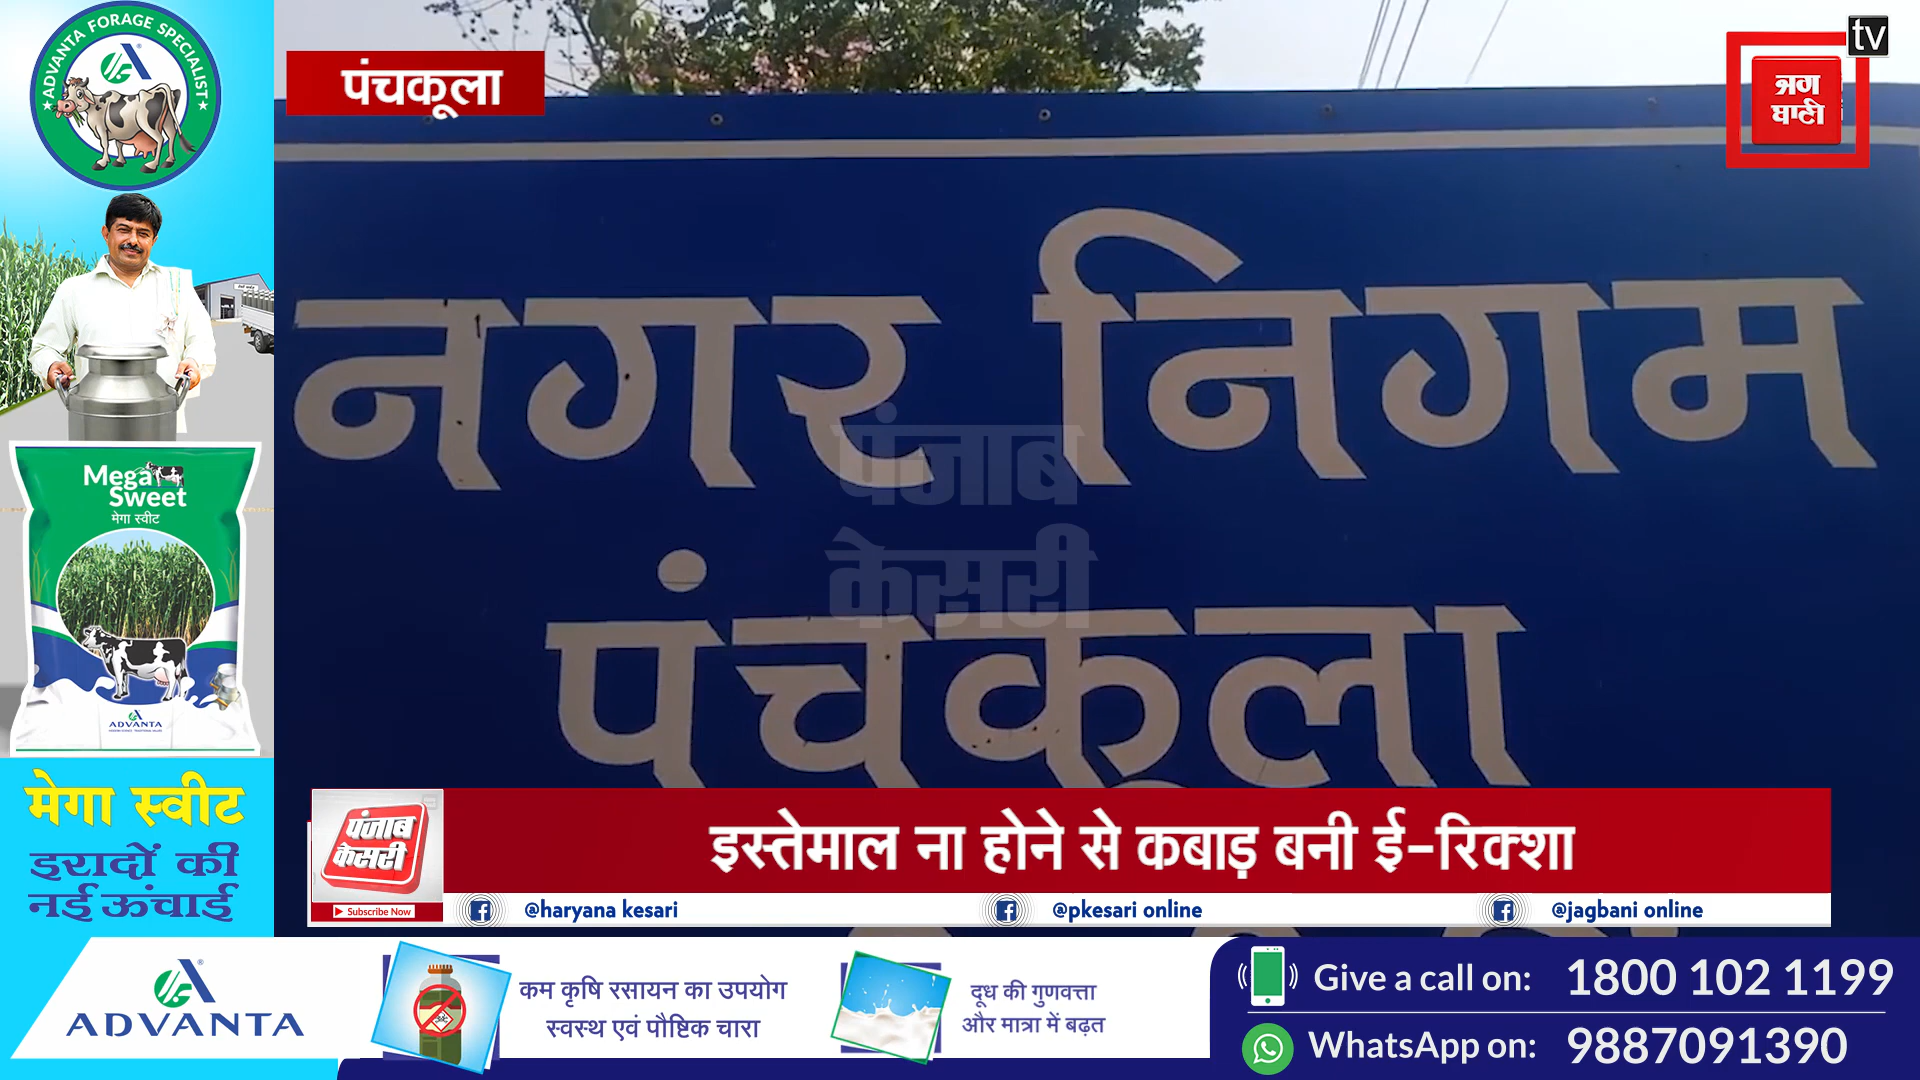 ADVANTA FORAGE SPECIALIST
पंचकूला
tv
ਜਗ
ਬਾਣੀ
नगर निगम
पंचकूला
पंजाब
केसरी
Mega
Sweet
मेगा स्वीट
ADVANTA
मेगा स्वीट
इरादों की
नई ऊंचाई
पंजाब
केसरी
Subscribe Now
इस्तेमाल ना होने से कबाड़ बनी ई-रिक्शा
@haryana kesari
@pkesari online
@jagbani online
ADVANTA
कम कृषि रसायन का उपयोग
स्वस्थ एवं पौष्टिक चारा
दूध की गुणवत्ता
और मात्रा में बढ़त
Give a call on: 1800 102 1199
WhatsApp on: 9887091390